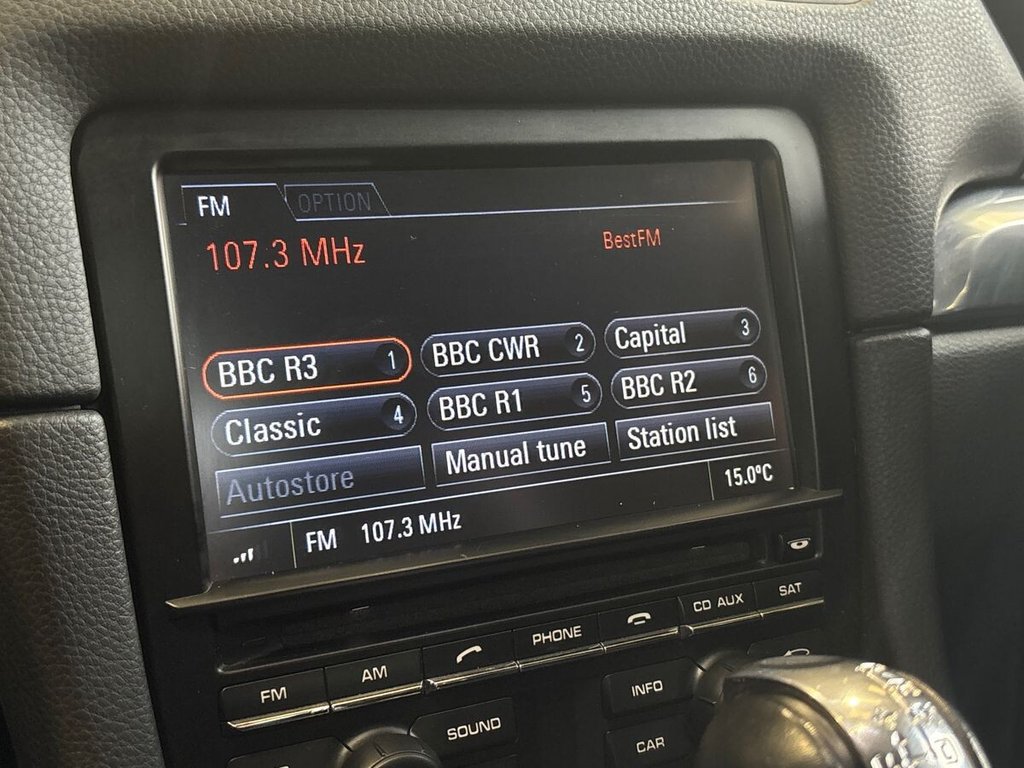 FM OPTION
107.3 MHz BestFM
BBC R3 1 BBC CWR 2 Capital 3
Classic 4 BBC R1 5 BBC R2 6
Autostore Manual tune Station list
FM 107.3 MHz 15.0ºC
FM AM PHONE CD AUX SAT
SOUND INFO
CAR
D